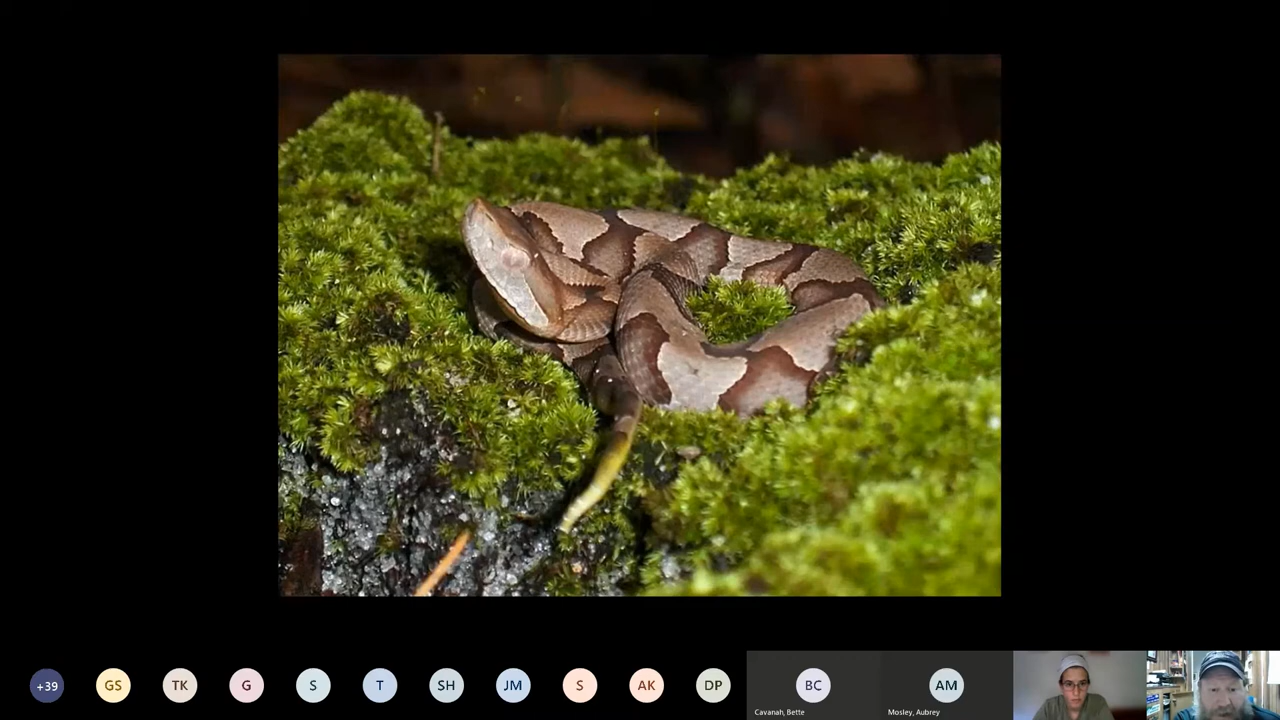 +39
GS
TK
G
S
T
SH
JM
S
AK
DP
BC
Cavanah, Bette
AM
Mosley, Aubrey